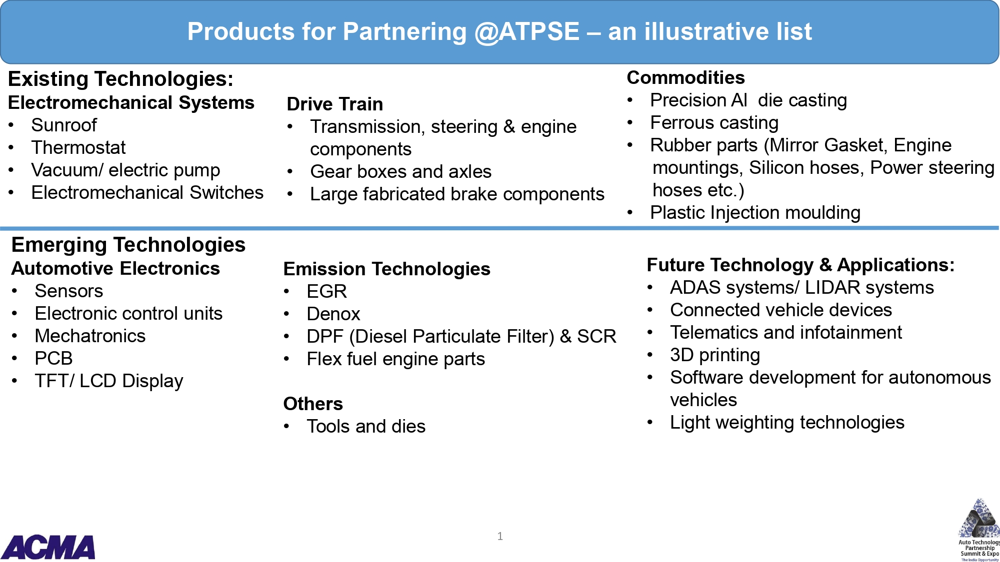 Products for Partnering @ATPSE – an illustrative list
Existing Technologies:
Electromechanical Systems
• Sunroof
• Thermostat
• Vacuum/ electric pump
• Electromechanical Switches
Drive Train
• Transmission, steering & engine
components
• Gear boxes and axles
• Large fabricated brake components
Commodities
• Precision Al  die casting
• Ferrous casting
• Rubber parts (Mirror Gasket, Engine
mountings, Silicon hoses, Power steering
hoses etc.)
• Plastic Injection moulding
Emerging Technologies
Automotive Electronics
• Sensors
• Electronic control units
• Mechatronics
• PCB
• TFT/ LCD Display
Emission Technologies
• EGR
• Denox
• DPF (Diesel Particulate Filter) & SCR
• Flex fuel engine parts
Others
• Tools and dies
Future Technology & Applications:
• ADAS systems/ LIDAR systems
• Connected vehicle devices
• Telematics and infotainment
• 3D printing
• Software development for autonomous
vehicles
• Light weighting technologies
ACMA
1
Auto Technology
Partnership
Summit & Expo
The India Opportunity